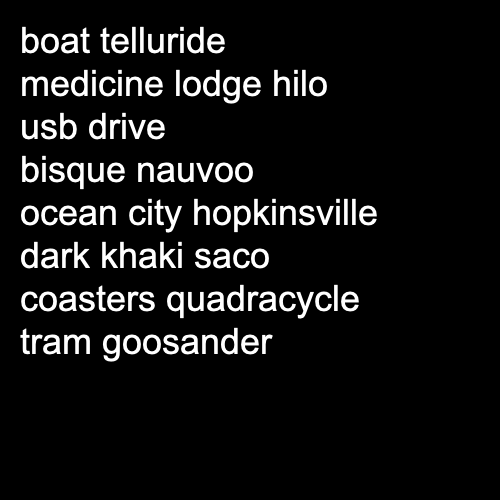 boat telluride
medicine lodge hilo
usb drive
bisque nauvoo
ocean city hopkinsville
dark khaki saco
coasters quadracycle
tram goosander